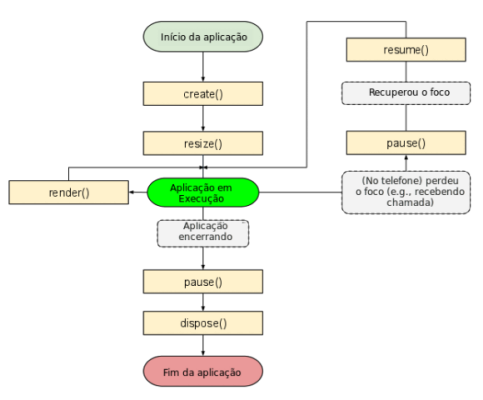 Início da aplicação
create()
resize()
render()
Aplicação em
Execução
Aplicação
encerrando
pause()
dispose()
Fim da aplicação
resume()
Recuperou o foco
pause()
(No telefone) perdeu
o foco (e.g., recebendo
chamada)